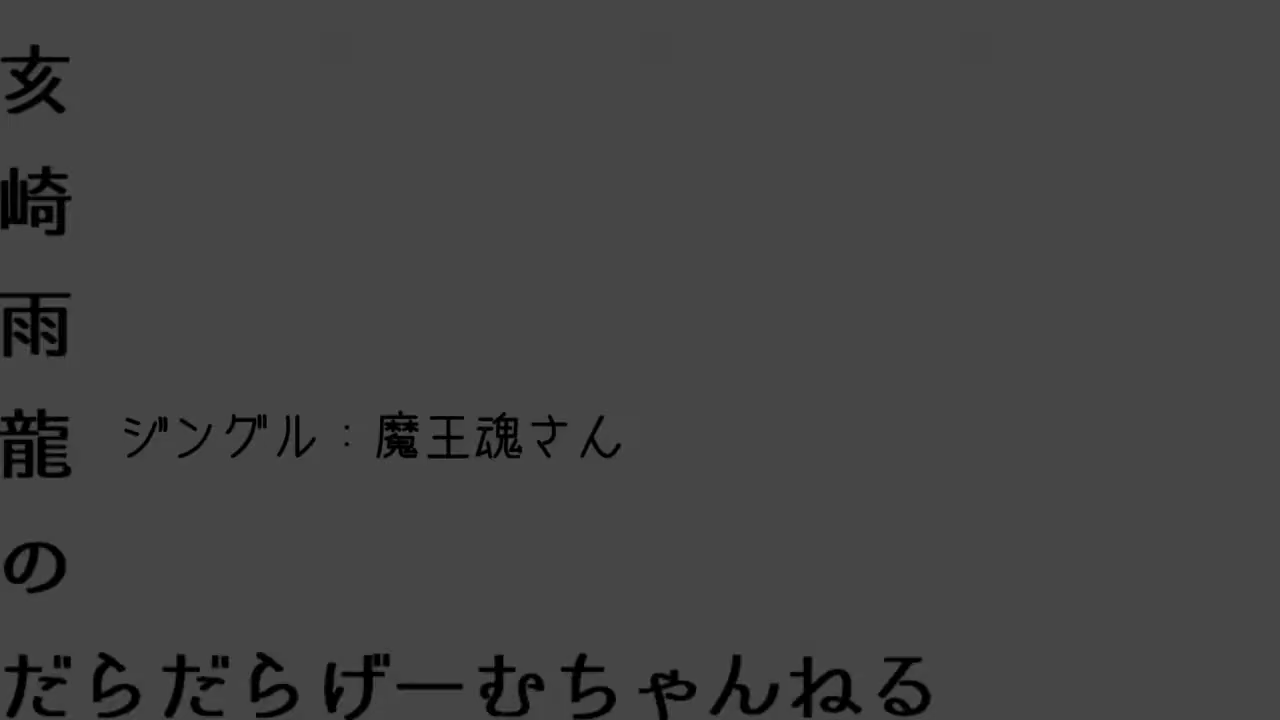 亥崎雨龍の
だらだらげーむちゃんねる
ジングル：魔王魂さん